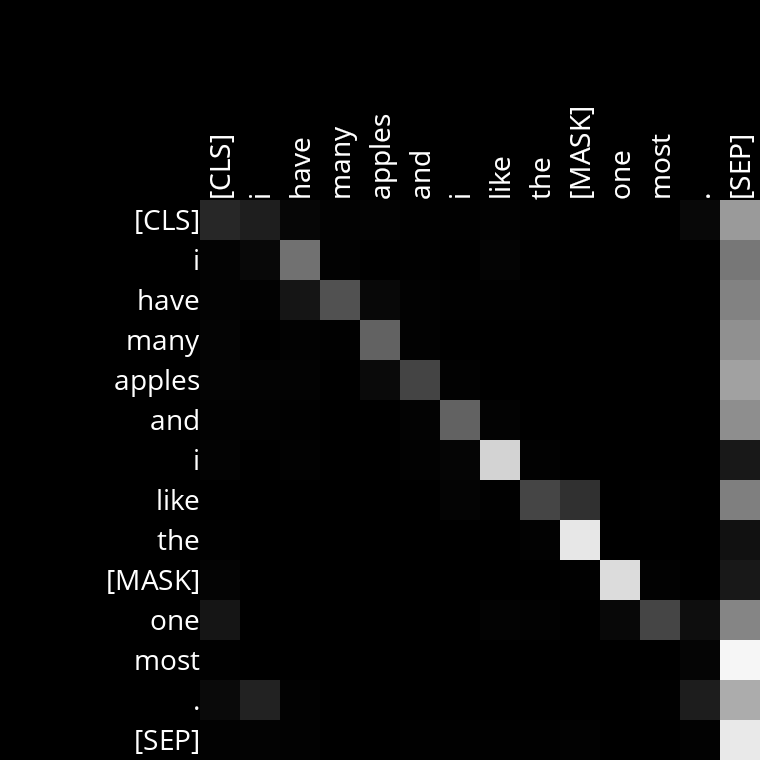 [CLS] i have many apples and i like the [MASK] one most . [SEP]
[CLS]
i
have
many
apples
and
i
like
the
[MASK]
one
most
.
[SEP]